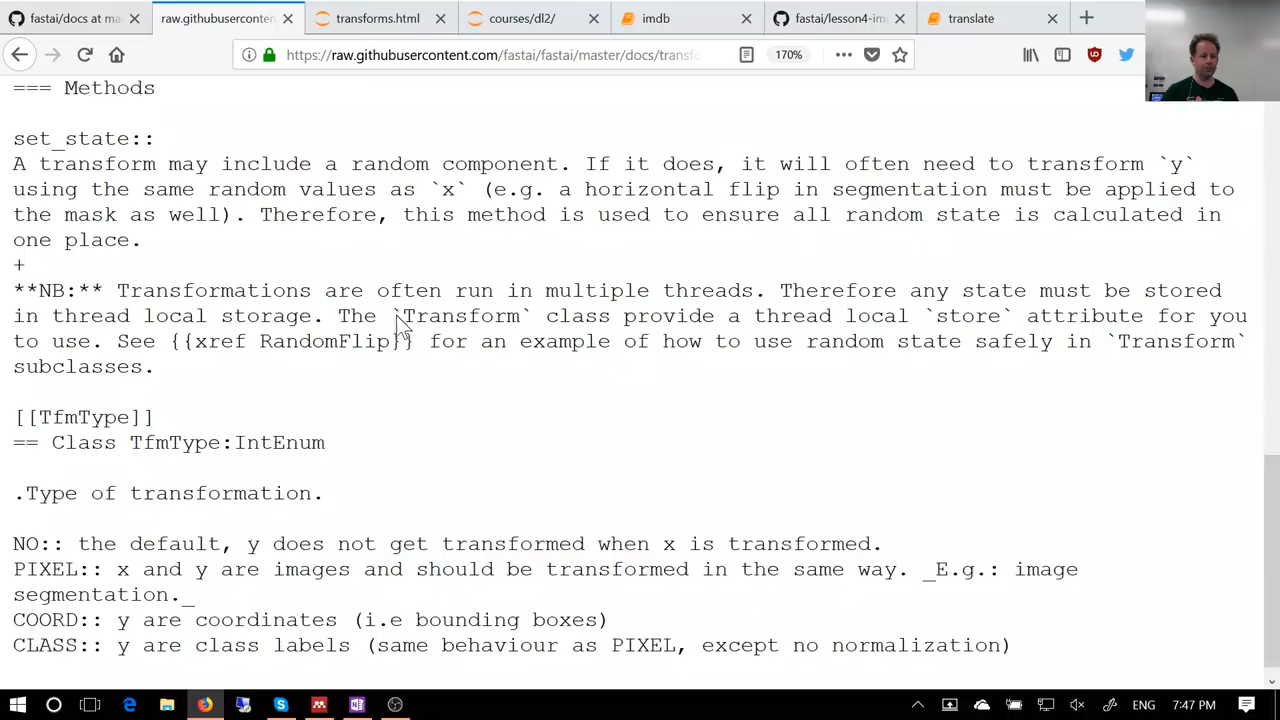 fastai/docs at ma
raw.githubusercontent
transforms.html
courses/dl2/
imdb
fastai/lesson4-im
translate
https://raw.githubusercontent.com/fastai/fastai/master/docs/transf
170%
=== Methods
set_state::
A transform may include a random component. If it does, it will often need to transform `y`
using the same random values as `x` (e.g. a horizontal flip in segmentation must be applied to
the mask as well). Therefore, this method is used to ensure all random state is calculated in
one place.
+
**NB:** Transformations are often run in multiple threads. Therefore any state must be stored
in thread local storage. The `Transform` class provide a thread local `store` attribute for you
to use. See {{xref RandomFlip}} for an example of how to use random state safely in `Transform`
subclasses.
[[TfmType]]
== Class TfmType:IntEnum
.Type of transformation.
NO:: the default, y does not get transformed when x is transformed.
PIXEL:: x and y are images and should be transformed in the same way. _E.g.: image
segmentation._
COORD:: y are coordinates (i.e bounding boxes)
CLASS:: y are class labels (same behaviour as PIXEL, except no normalization)
ENG
7:47 PM